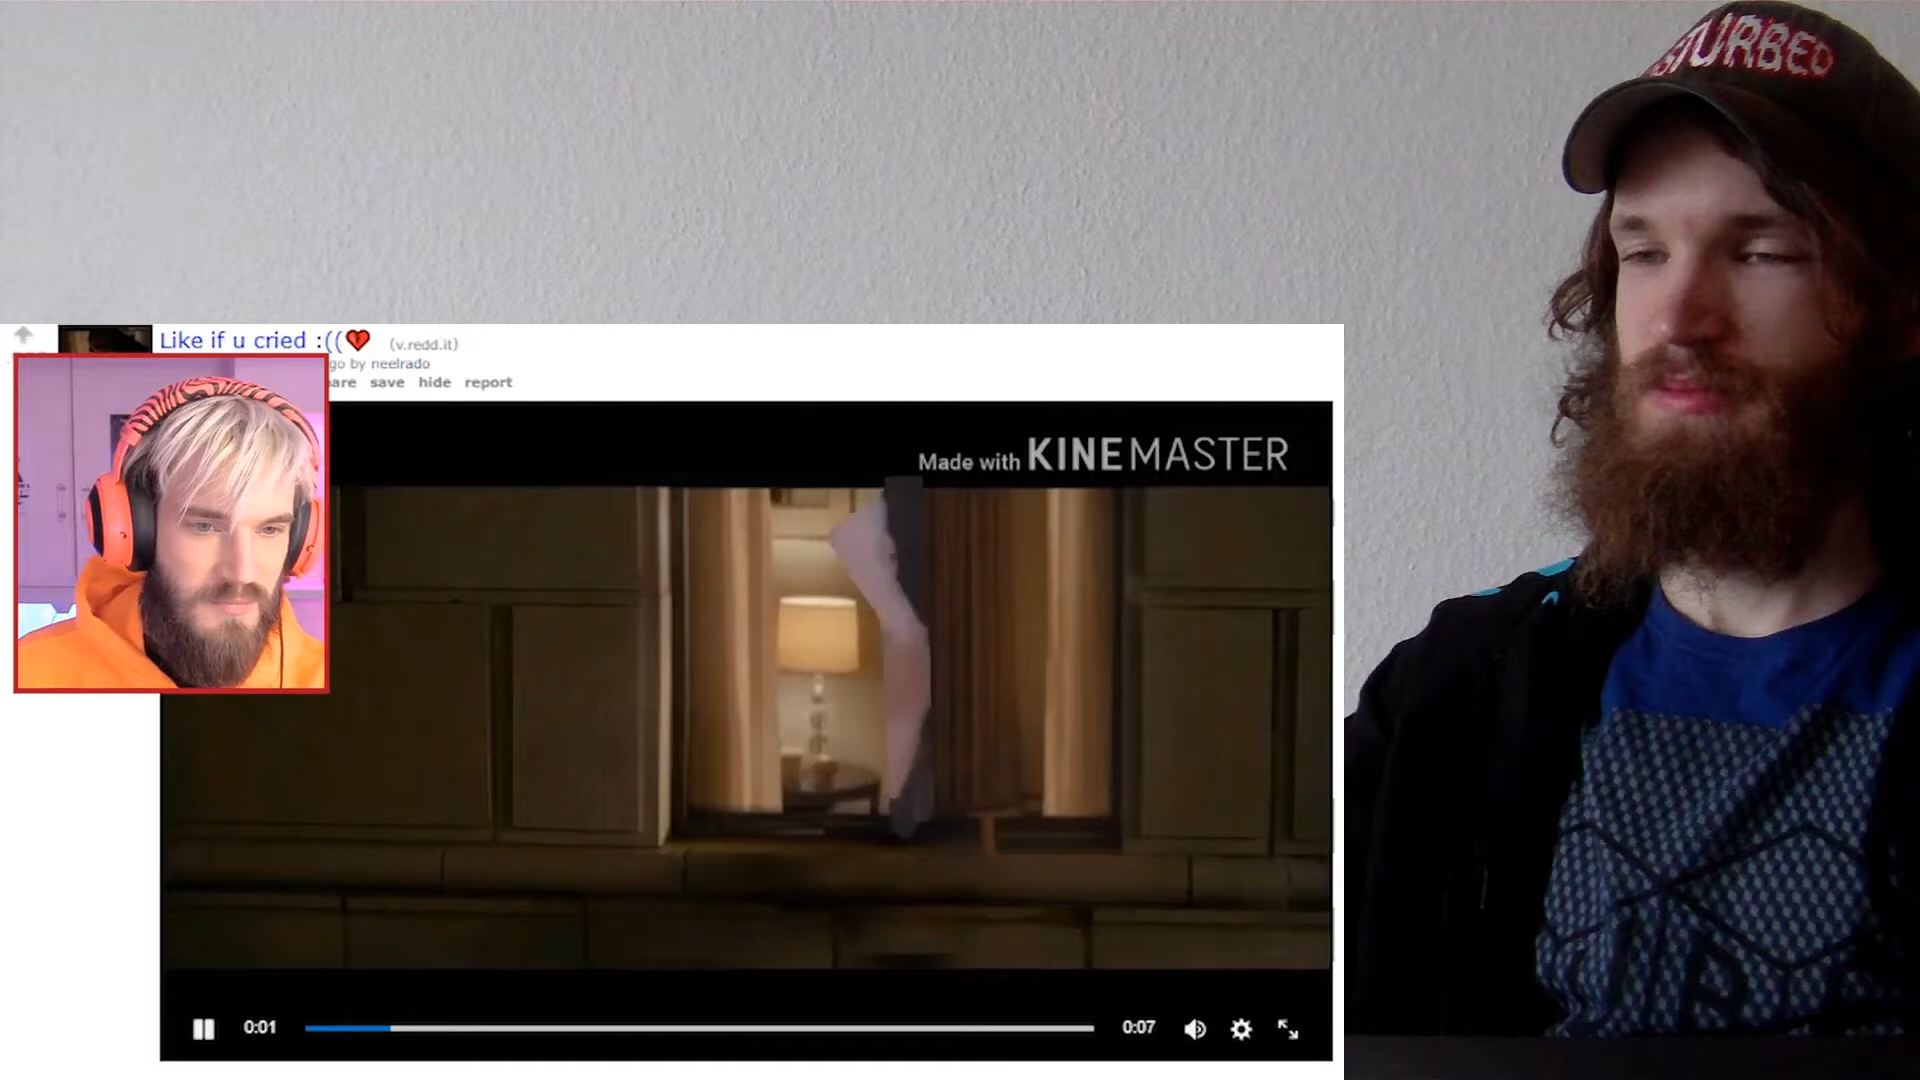 STURBED
Like if u cried :((💔 (v.redd.it)
go by neelrado
are save hide report
Made with KINEMASTER
0:01
0:07